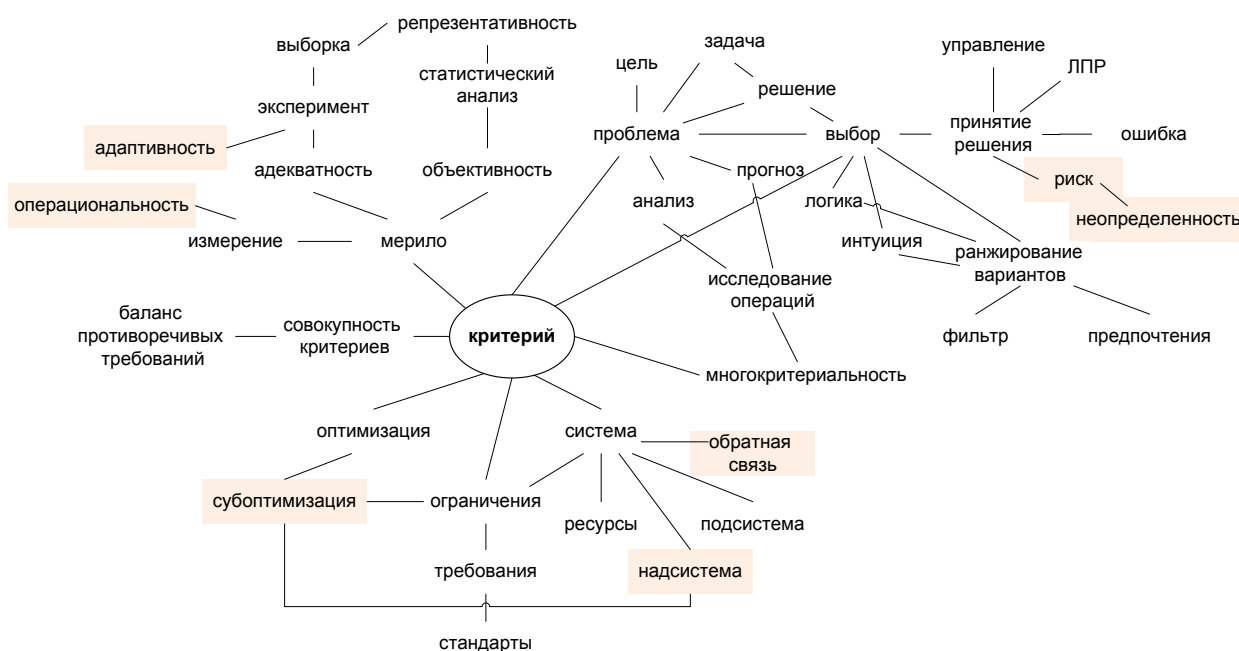 репрезентативность
выборка
задача
управление
цель
ЛПР
статистический
анализ
решение
эксперимент
проблема
выбор
принятие
решения
ошибка
адаптивность
адекватность
объективность
прогноз
риск
анализ
логика
операциональность
неопределенность
измерение
мерило
интуиция
ранжирование
вариантов
исследование
операций
баланс
противоречивых
требований
совокупность
критериев
критерий
фильтр
предпочтения
многокритериальность
оптимизация
система
обратная
связь
субоптимизация
ограничения
ресурсы
подсистема
требования
надсистема
стандарты